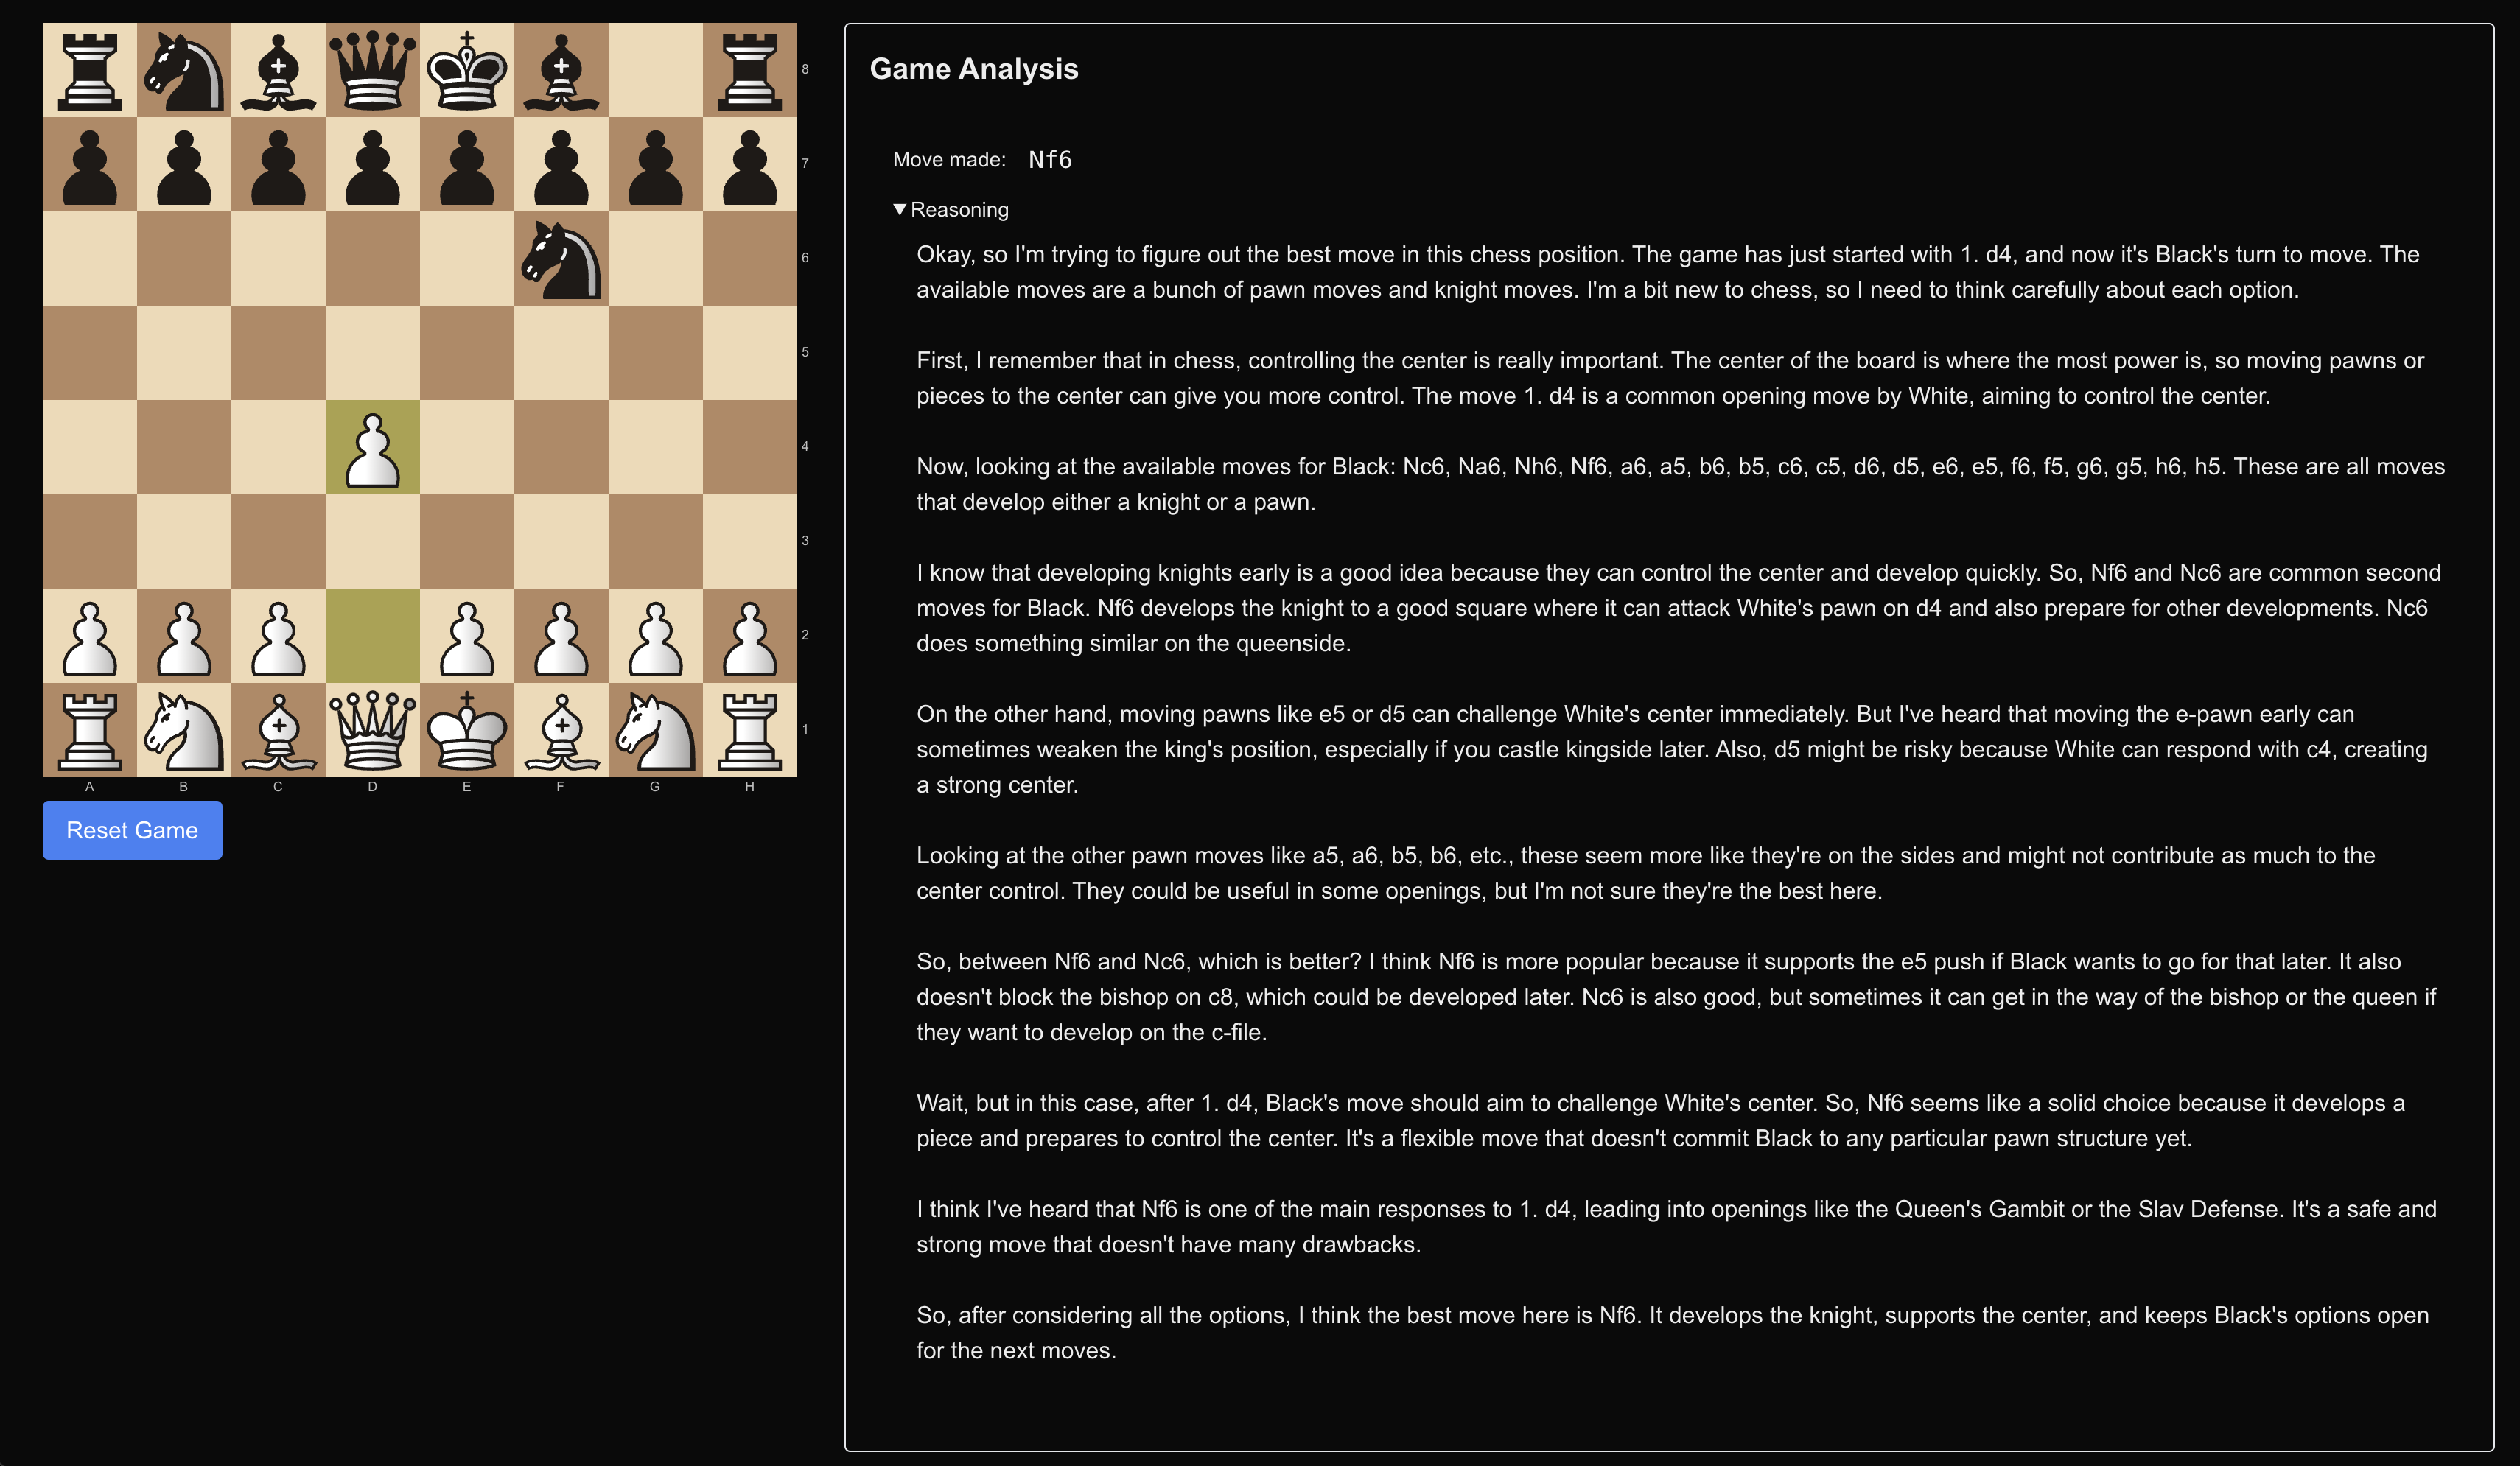 Game Analysis
8
7
6
5
4
3
2
1
A B C D E F G H
Reset Game
Move made: Nf6
▼ Reasoning
Okay, so I'm trying to figure out the best move in this chess position. The game has just started with 1. d4, and now it's Black's turn to move. The
available moves are a bunch of pawn moves and knight moves. I'm a bit new to chess, so I need to think carefully about each option.
First, I remember that in chess, controlling the center is really important. The center of the board is where the most power is, so moving pawns or
pieces to the center can give you more control. The move 1. d4 is a common opening move by White, aiming to control the center.
Now, looking at the available moves for Black: Nc6, Na6, Nh6, Nf6, a6, a5, b6, b5, c6, c5, d6, d5, e6, e5, f6, f5, g6, g5, h6, h5. These are all moves
that develop either a knight or a pawn.
I know that developing knights early is a good idea because they can control the center and develop quickly. So, Nf6 and Nc6 are common second
moves for Black. Nf6 develops the knight to a good square where it can attack White's pawn on d4 and also prepare for other developments. Nc6
does something similar on the queenside.
On the other hand, moving pawns like e5 or d5 can challenge White's center immediately. But I've heard that moving the e-pawn early can
sometimes weaken the king's position, especially if you castle kingside later. Also, d5 might be risky because White can respond with c4, creating
a strong center.
Looking at the other pawn moves like a5, a6, b5, b6, etc., these seem more like they're on the sides and might not contribute as much to the
center control. They could be useful in some openings, but I'm not sure they're the best here.
So, between Nf6 and Nc6, which is better? I think Nf6 is more popular because it supports the e5 push if Black wants to go for that later. It also
doesn't block the bishop on c8, which could be developed later. Nc6 is also good, but sometimes it can get in the way of the bishop or the queen if
they want to develop on the c-file.
Wait, but in this case, after 1. d4, Black's move should aim to challenge White's center. So, Nf6 seems like a solid choice because it develops a
piece and prepares to control the center. It's a flexible move that doesn't commit Black to any particular pawn structure yet.
I think I've heard that Nf6 is one of the main responses to 1. d4, leading into openings like the Queen's Gambit or the Slav Defense. It's a safe and
strong move that doesn't have many drawbacks.
So, after considering all the options, I think the best move here is Nf6. It develops the knight, supports the center, and keeps Black's options open
for the next moves.